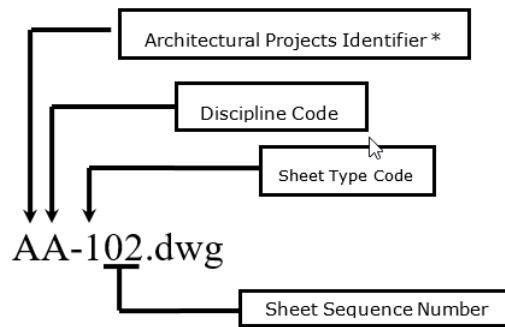 Architectural Projects Identifier *
Discipline Code
Sheet Type Code
AA-102.dwg
Sheet Sequence Number